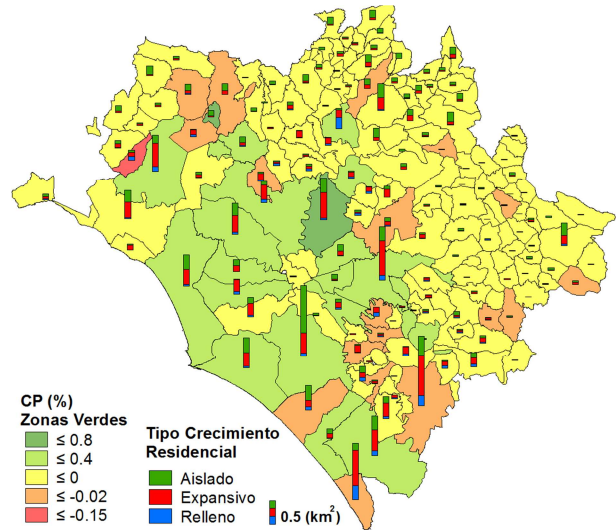 CP (%)
Zonas Verdes
≤ 0.8
≤ 0.4
≤ 0
≤ -0.02
≤ -0.15
Tipo Crecimiento
Residencial
Aislado
Expansivo
Relleno
0.5 (km²)